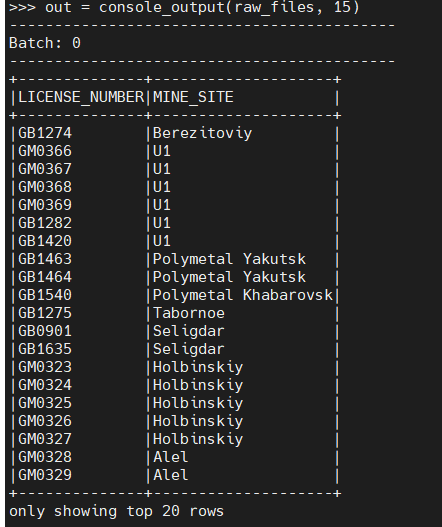 >>> out = console_output(raw_files, 15)
-------------------------------------------
Batch: 0
-------------------------------------------
+--------------+--------------------+
|LICENSE_NUMBER|MINE_SITE           |
+--------------+--------------------+
|GB1274        |Berezitoviy         |
|GM0366        |U1                  |
|GM0367        |U1                  |
|GM0368        |U1                  |
|GM0369        |U1                  |
|GB1282        |U1                  |
|GB1420        |U1                  |
|GB1463        |Polymetal Yakutsk   |
|GB1464        |Polymetal Yakutsk   |
|GB1540        |Polymetal Khabarovsk|
|GB1275        |Tabornoe            |
|GB0901        |Seligdar            |
|GB1635        |Seligdar            |
|GM0323        |Holbinskiy          |
|GM0324        |Holbinskiy          |
|GM0325        |Holbinskiy          |
|GM0326        |Holbinskiy          |
|GM0327        |Holbinskiy          |
|GM0328        |Alel                |
|GM0329        |Alel                |
+--------------+--------------------+
only showing top 20 rows